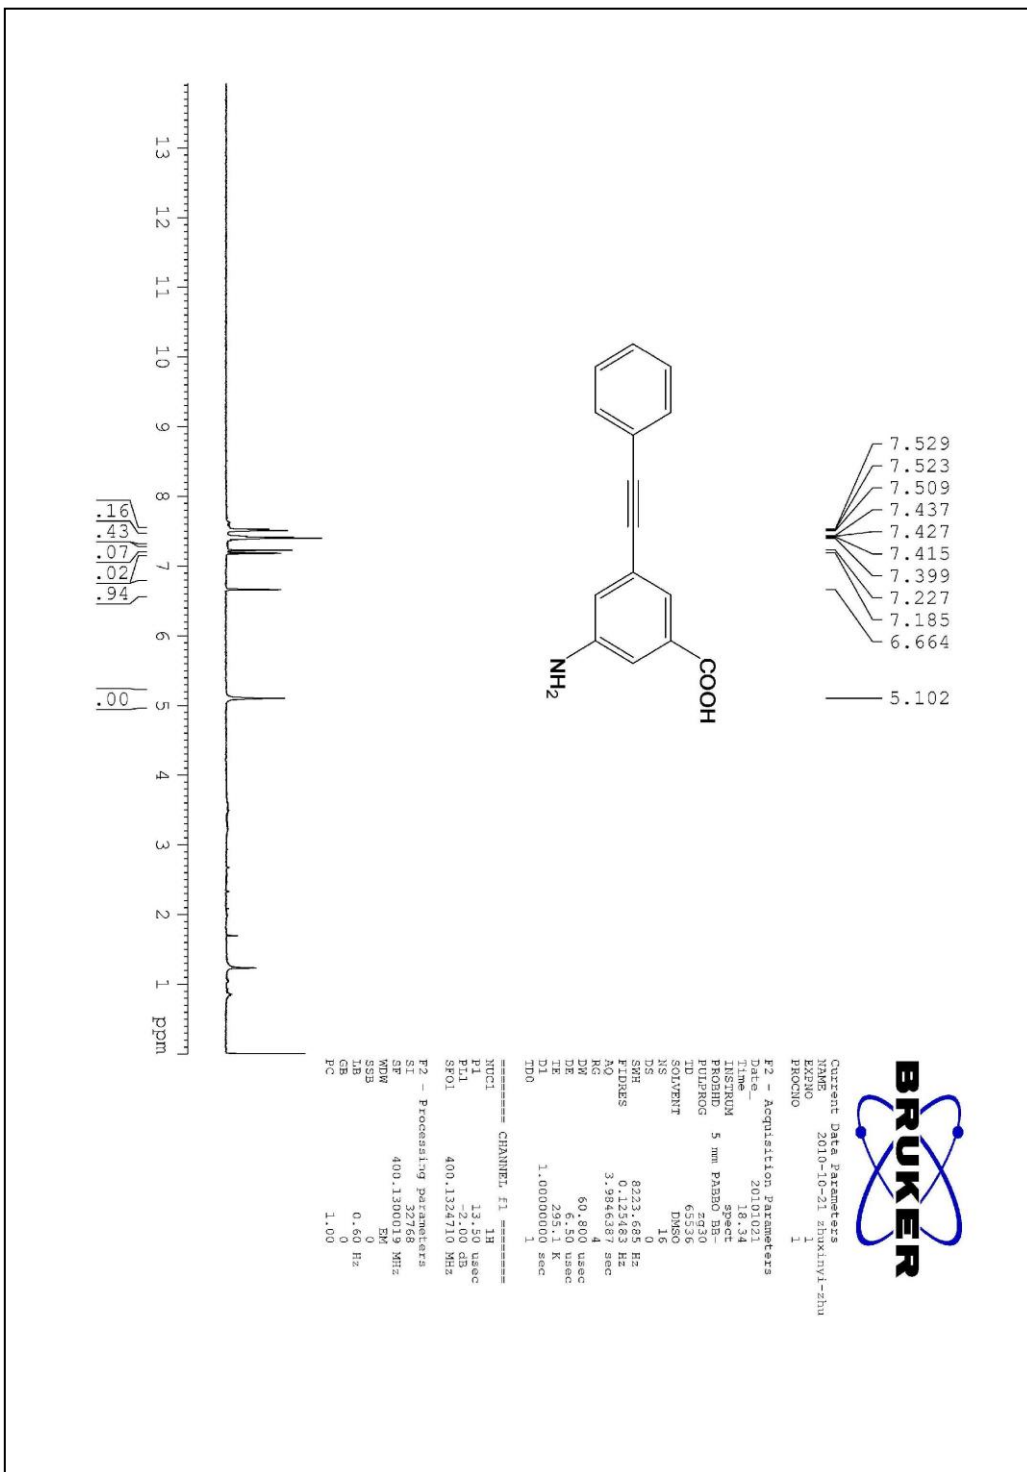 BRUKER
Current Data Parameters
NAME 2010-10-21 zhuxinyi-zhu
EXPNO 1
PROCNO 1
F2 - Acquisition Parameters
Date_ 20101021
Time 18.34
INSTRUM spect
PROBHD 5 mm PABBO BB-
PULPROG zg30
TD 65536
SOLVENT DMSO
NS 16
DS 0
SWH 8223.685 Hz
FIDRES 0.125483 Hz
AQ 3.9846387 sec
RG 4
DW 60.800 usec
DE 6.50 usec
TE 295.1 K
D1 1.00000000 sec
TD0 1
======== CHANNEL f1 ========
NUC1 1H
P1 13.50 usec
PL1 -2.00 dB
SFO1 400.1324710 MHz
F2 - Processing parameters
SI 32768
SF 400.1300019 MHz
WDW EM
SSB 0
LB 0.60 Hz
GB 0
PC 1.00
7.529
7.523
7.509
7.437
7.427
7.415
7.399
7.227
7.185
6.664
5.102
COOH
NH2
13 12 11 10 9 8 7 6 5 4 3 2 1 ppm
.16
.43
.07
.02
.94
.00